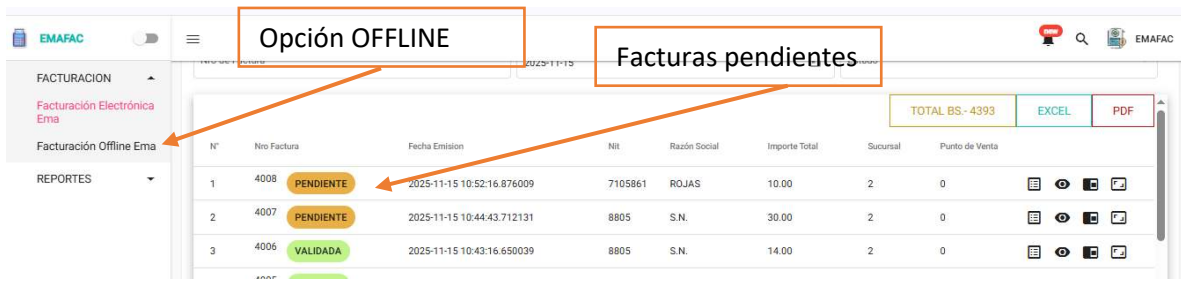 Opción OFFLINE
Facturas pendientes
EMAFAC
new
EMAFAC
FACTURACION
2025-11-15
Facturación Electrónica
Ema
TOTAL BS.- 4393 EXCEL PDF
Facturación Offline Ema
N° Nro Factura Fecha Emision Nit Razón Social Importe Total Sucursal Punto de Venta
REPORTES
1 4008 PENDIENTE 2025-11-15 10:52:16.876009 7105861 ROJAS 10.00 2 0
2 4007 PENDIENTE 2025-11-15 10:44:43.712131 8805 S.N. 30.00 2 0
3 4006 VALIDADA 2025-11-15 10:43:16.650039 8805 S.N. 14.00 2 0